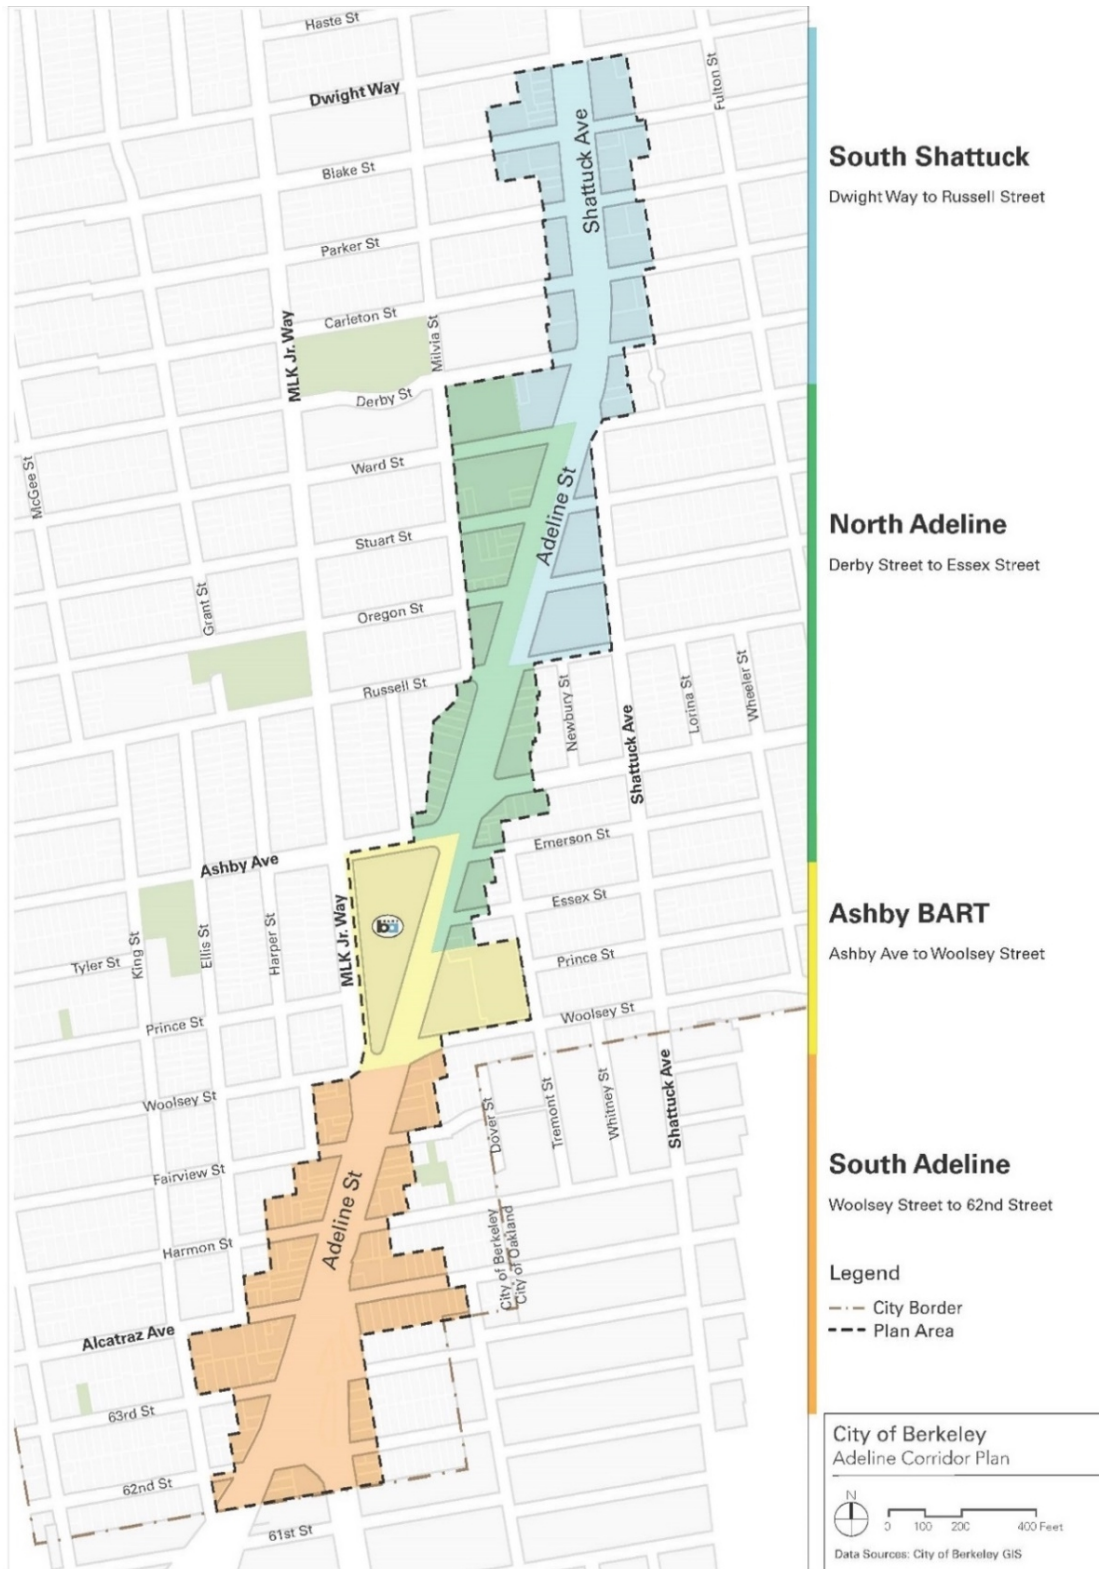 Haste St
Dwight Way
Fulton St
Shattuck Ave
Blake St
Parker St
Carleton St
MLK Jr. Way
Milvia St
Derby St
Ward St
McGee St
Adeline St
Stuart St
Grant St
Oregon St
Russell St
Newbury St
Lorina St
Wheeler St
Shattuck Ave
Emerson St
Ashby Ave
Essex St
MLK Jr. Way
Harper St
Ellis St
King St
Tyler St
ba
Prince St
Prince St
Woolsey St
Woolsey St
Shattuck Ave
Whitney St
Tremont St
Dover St
Fairview St
Adeline St
Harmon St
City of Berkeley
City of Oakland
Alcatraz Ave
63rd St
62nd St
61st St
South Shattuck
Dwight Way to Russell Street
North Adeline
Derby Street to Essex Street
Ashby BART
Ashby Ave to Woolsey Street
South Adeline
Woolsey Street to 62nd Street
Legend
City Border
Plan Area
City of Berkeley
Adeline Corridor Plan
N
0 100 200 400 Feet
Data Sources: City of Berkeley GIS